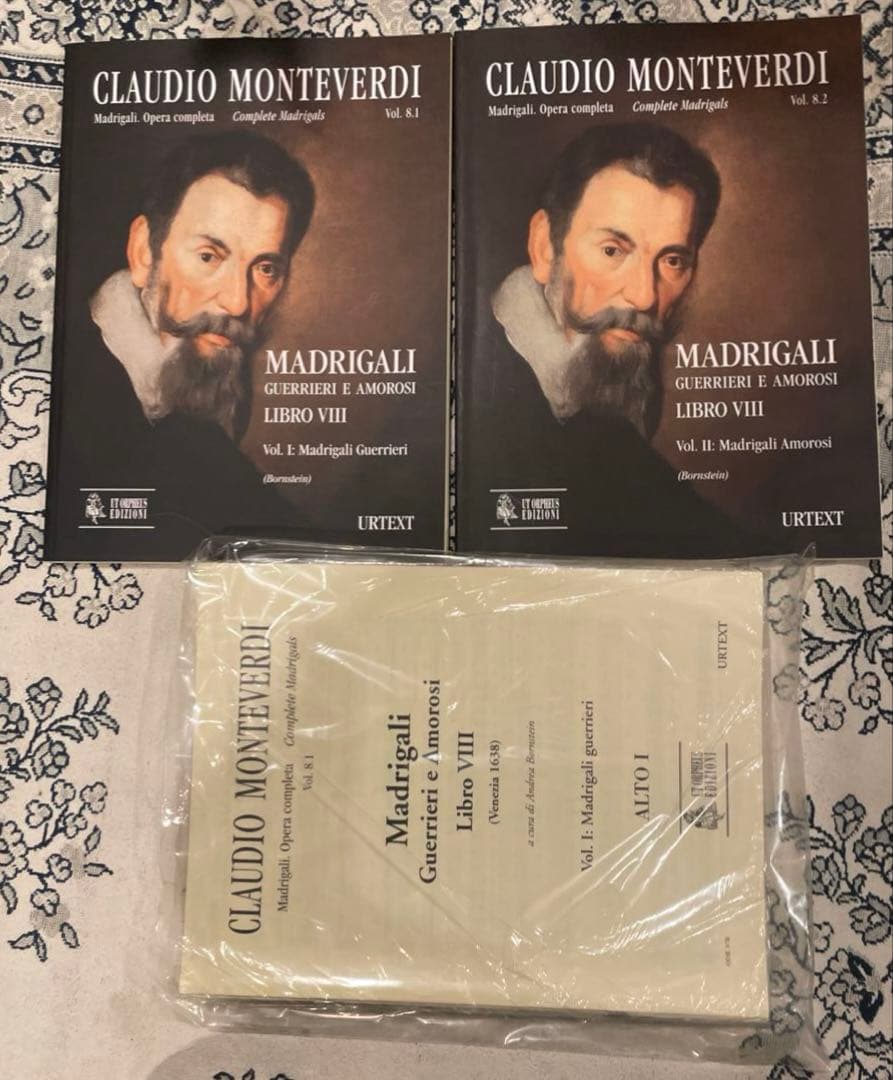 CLAUDIO MONTEVERDI
Madrigali. Opera completa Complete Madrigals Vol. 8.1
MADRIGALI
GUERRIERI E AMOROSI
LIBRO VIII
Vol. I: Madrigali Guerrieri
(Bornstein)
UT ORPHEUS
EDIZIONI
URTEXT
CLAUDIO MONTEVERDI
Madrigali. Opera completa Complete Madrigals Vol. 8.2
MADRIGALI
GUERRIERI E AMOROSI
LIBRO VIII
Vol. II: Madrigali Amorosi
(Bornstein)
UT ORPHEUS
EDIZIONI
URTEXT
CLAUDIO MONTEVERDI
Madrigali. Opera completa Complete Madrigals
Vol. 8.1
Madrigali
Guerrieri e Amorosi
Libro VIII
(Venezia 1638)
a cura di Andrea Bornstein
Vol. I: Madrigali guerrieri
ALTO I
UT ORPHEUS
EDIZIONI
URTEXT